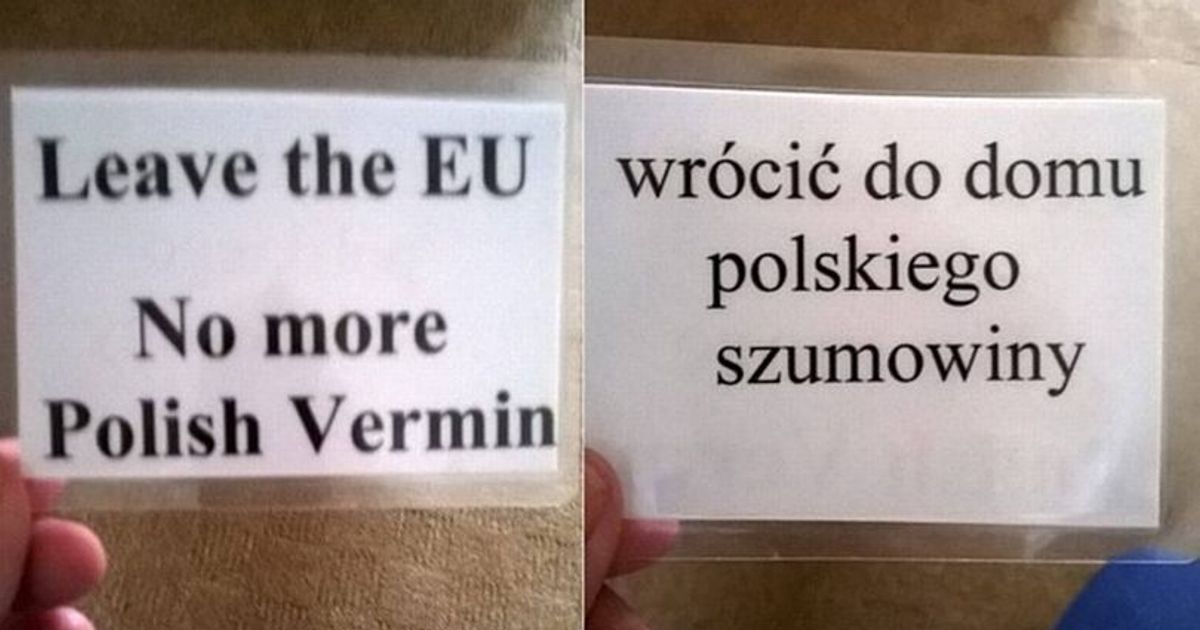 Leave the EU
No more
Polish Vermin
wrócić do domu
polskiego
szumowiny